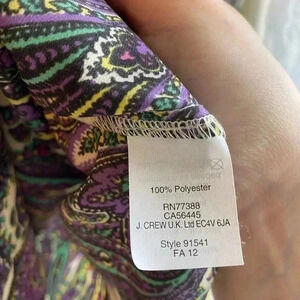 100% Polyester
RN77388
CA56445
J. CREW U.K. Ltd EC4V 6JA
Style 91541
FA 12